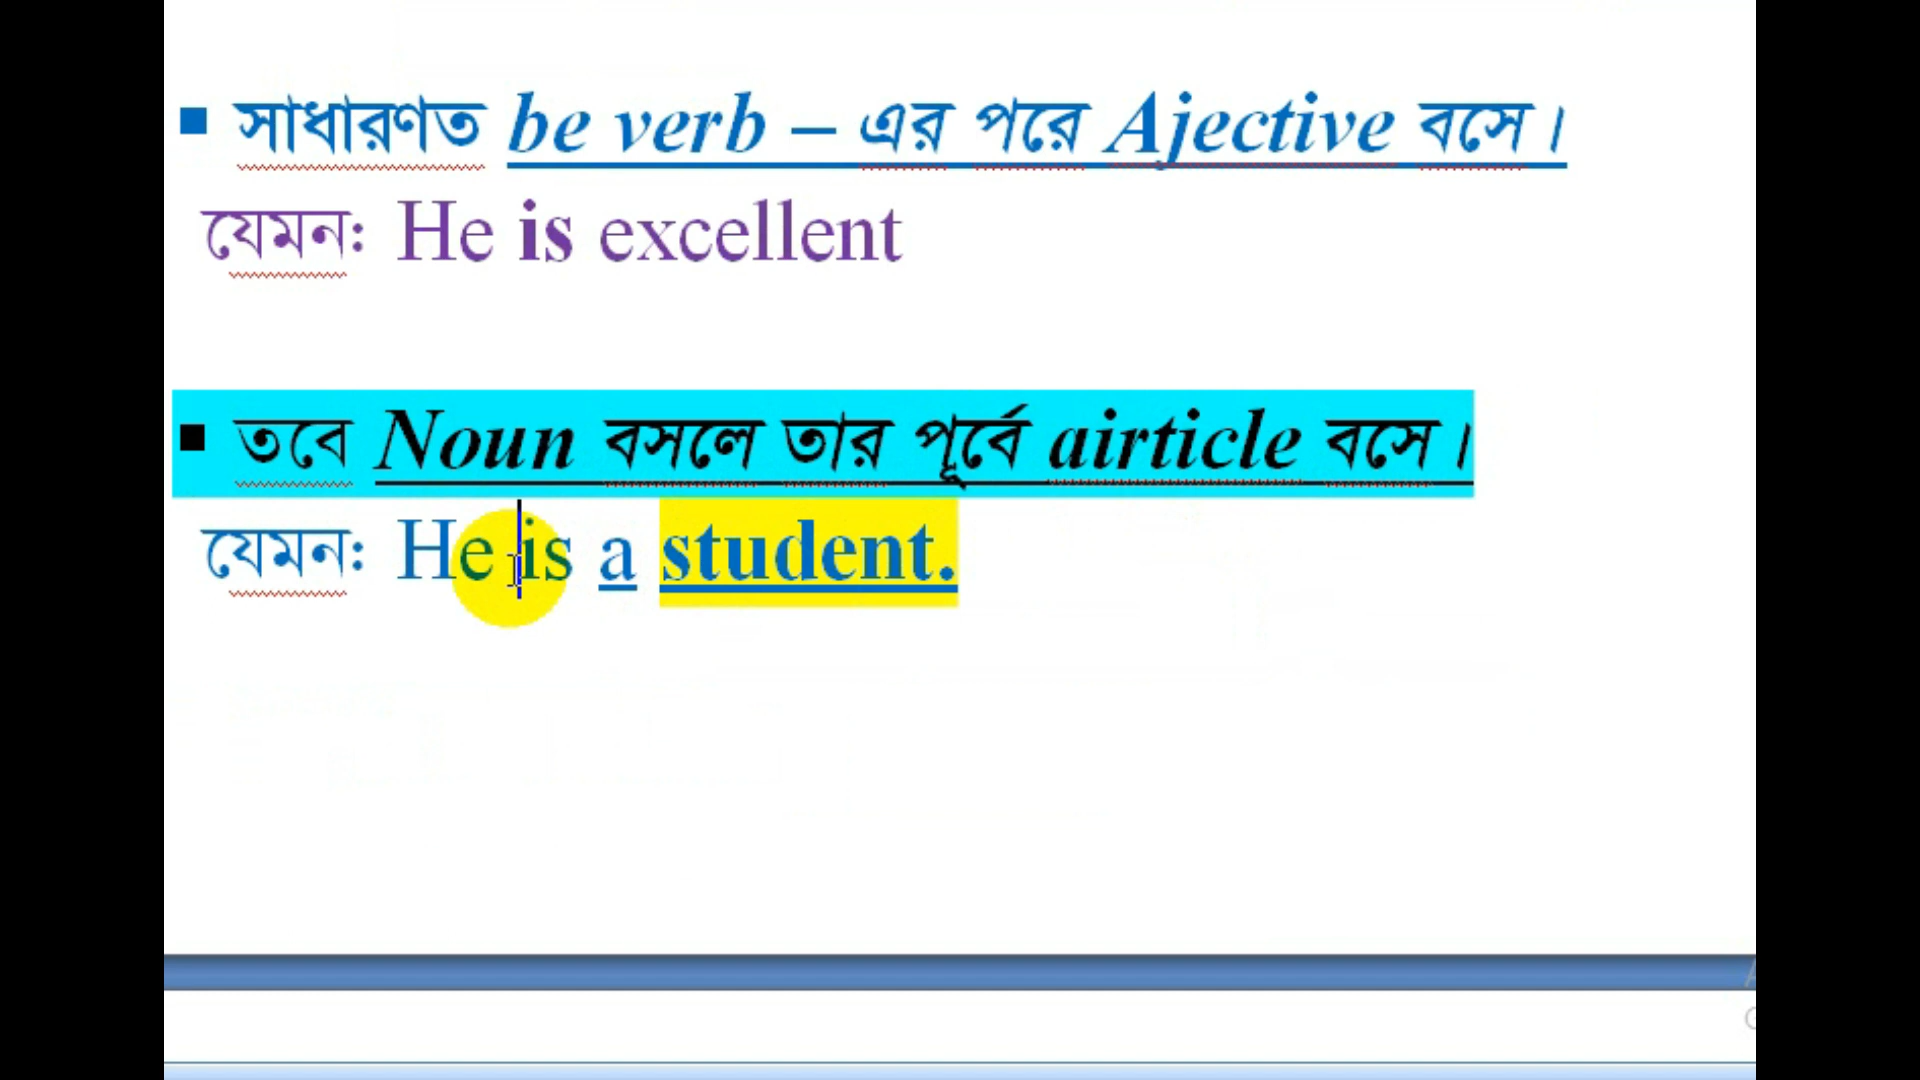 ▪ সাধারণত be verb – এর পরে Ajective বসে।
যেমনঃ He is excellent
▪ তবে Noun বসলে তার পূর্বে airticle বসে।
যেমনঃ He is a student.